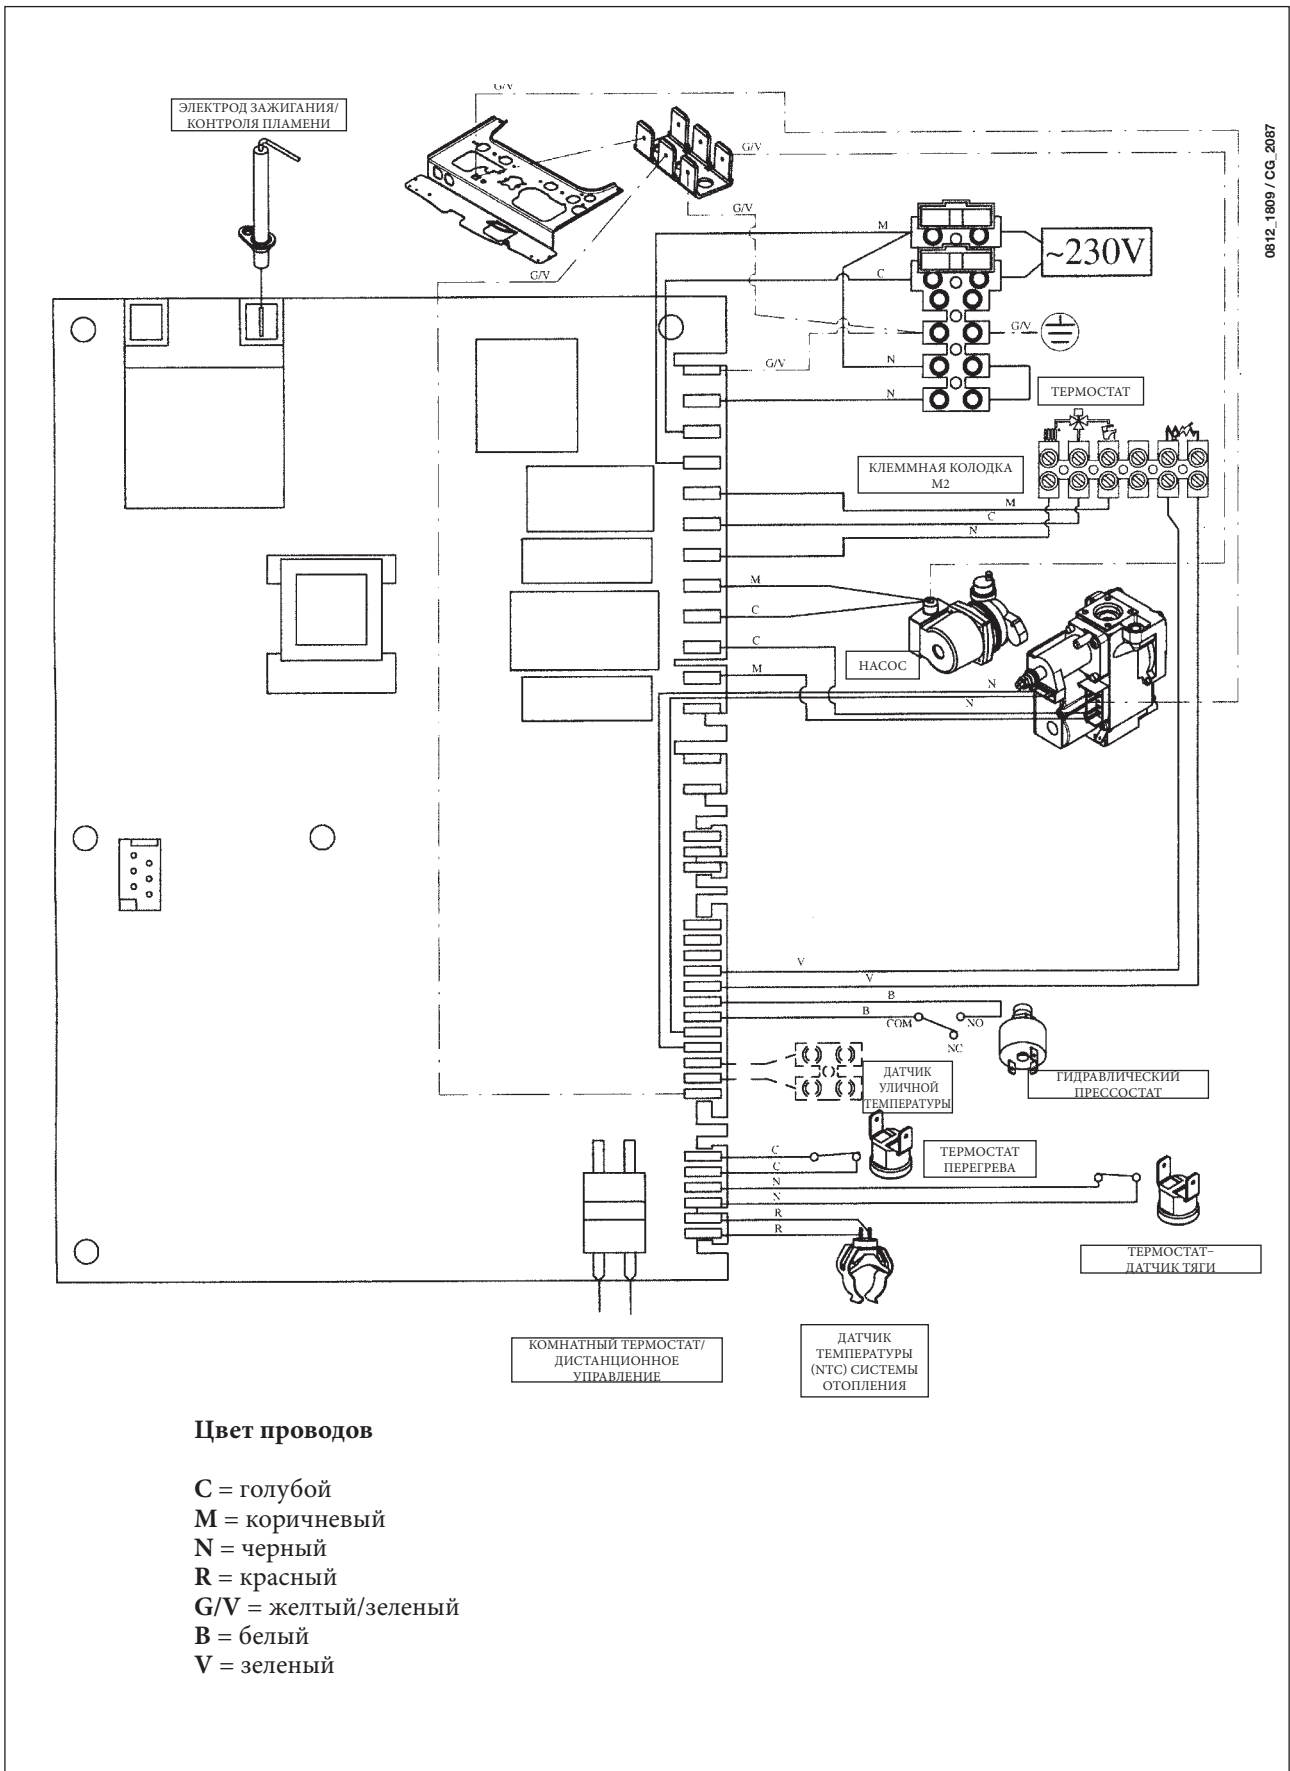 G/V
ЭЛЕКТРОД ЗАЖИГАНИЯ/
КОНТРОЛЯ ПЛАМЕНИ
0812_1809 / CG_2087
G/V
G/V
M
~230V
G/V
C
G/V
G/V
N
N
ТЕРМОСТАТ
КЛЕММНАЯ КОЛОДКА
М2
M
C
N
M
C
C
НАСОС
M
N
N
V
V
B
B
COM
NO
NC
ДАТЧИК
УЛИЧНОЙ
ТЕМПЕРАТУРЫ
ГИДРАВЛИЧЕСКИЙ
ПРЕССОСТАТ
C
C
ТЕРМОСТАТ
ПЕРЕГРЕВА
N
N
R
R
ТЕРМОСТАТ–
ДАТЧИК ТЯГИ
КОМНАТНЫЙ ТЕРМОСТАТ/
ДИСТАНЦИОННОЕ
УПРАВЛЕНИЕ
ДАТЧИК
ТЕМПЕРАТУРЫ
(NTC) СИСТЕМЫ
ОТОПЛЕНИЯ
Цвет проводов
C = голубой
M = коричневый
N = черный
R = красный
G/V = желтый/зеленый
B = белый
V = зеленый